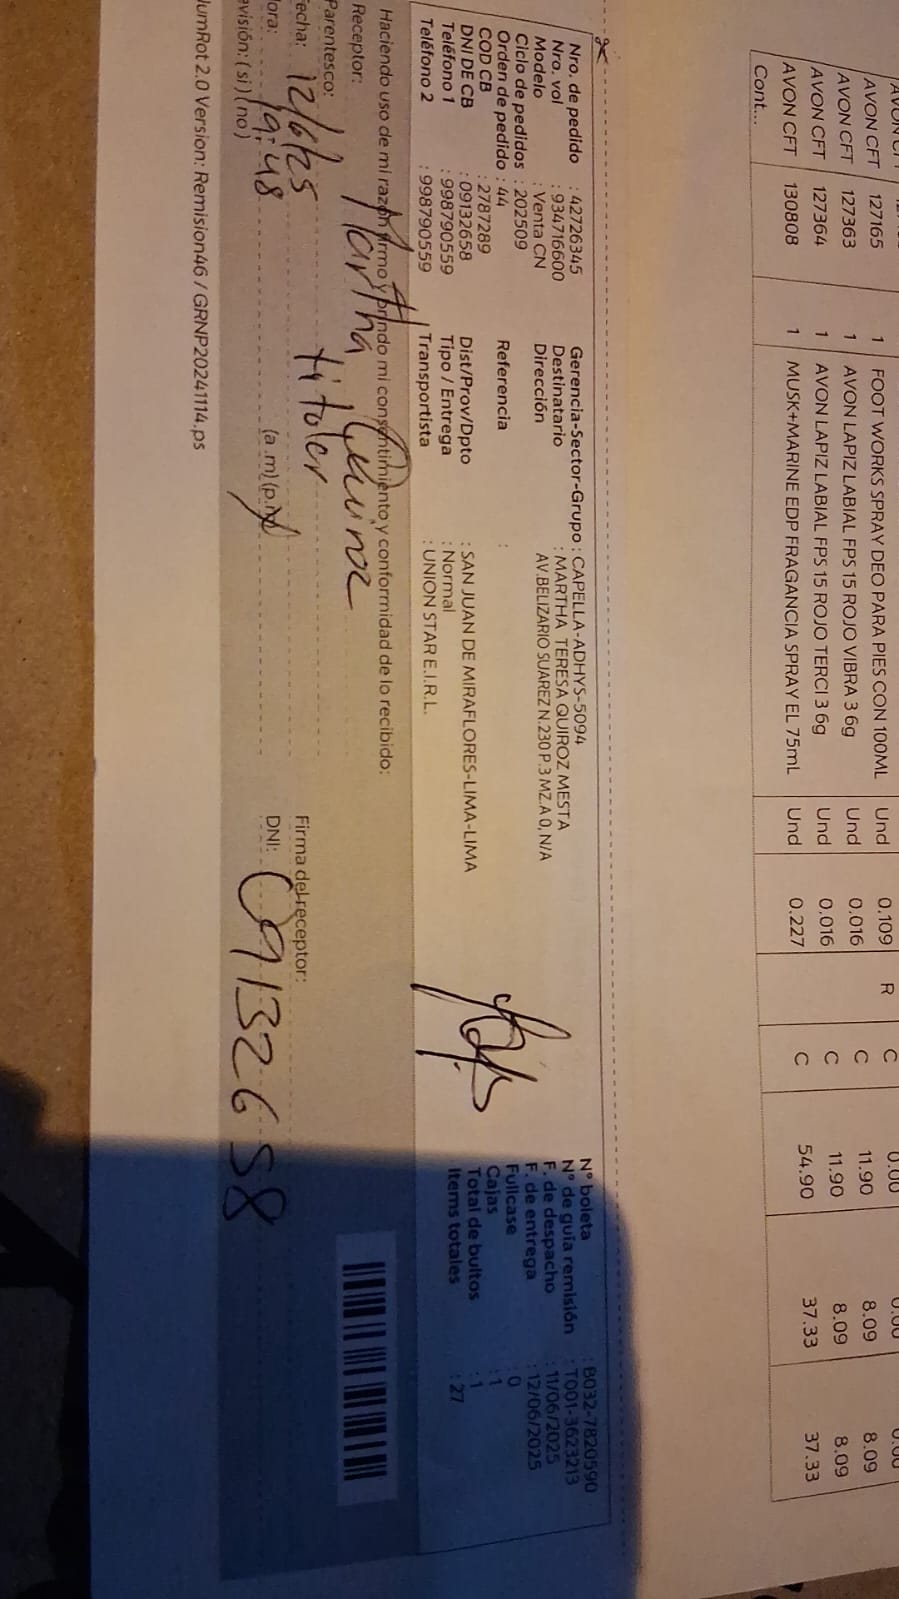 AVON CFT 127165 1 FOOT WORKS SPRAY DEO PARA PIES CON 100ML Und 0.109 R C 0.00 0.00 0.00
AVON CFT 127363 1 AVON LAPIZ LABIAL FPS 15 ROJO VIBRA 3 6g Und 0.016 C 11.90 8.09 8.09
AVON CFT 127364 1 AVON LAPIZ LABIAL FPS 15 ROJO TERCI 3 6g Und 0.016 C 11.90 8.09 8.09
AVON CFT 130808 1 MUSK+MARINE EDP FRAGANCIA SPRAY EL 75mL Und 0.227 C 54.90 37.33 37.33
Cont...
Nro. de pedido : 42726345 Gerencia-Sector-Grupo : CAPELLA-ADHYS-5094 N° boleta : B032-7820590
Nro. vol : 934716600 Destinatario : MARTHA TERESA QUIROZ MESTA N° de guía remisión : T001-3623213
Modelo : Venta CN Dirección AV.BELIZARIO SUAREZ N.230 P.3 MZ.A 0, N/A F. de despacho : 11/06/2025
Ciclo de pedidos : 202509 F. de entrega : 12/06/2025
Orden de pedido : 44 Referencia : Fullcase : 0
COD CB : 2787289 Cajas : 1
DNI DE CB : 09132658 Dist/Prov/Dpto : SAN JUAN DE MIRAFLORES-LIMA-LIMA Total de bultos : 1
Teléfono 1 : 998790559 Tipo / Entrega : Normal Items totales : 27
Teléfono 2 : 998790559 Transportista : UNION STAR E.I.R.L.
Haciendo uso de mi razón firmo y brindo mi consentimiento y conformidad de lo recibido:
Receptor: Martha Quiroz
Parentesco: titular
echa: 12/6/25 Firma del receptor:
ora: 19:48 (a .m) (p.m) DNI: 09132658
evisión: ( si ) ( no )
umRot 2.0 Version: Remision46 / GRNP20241114.ps